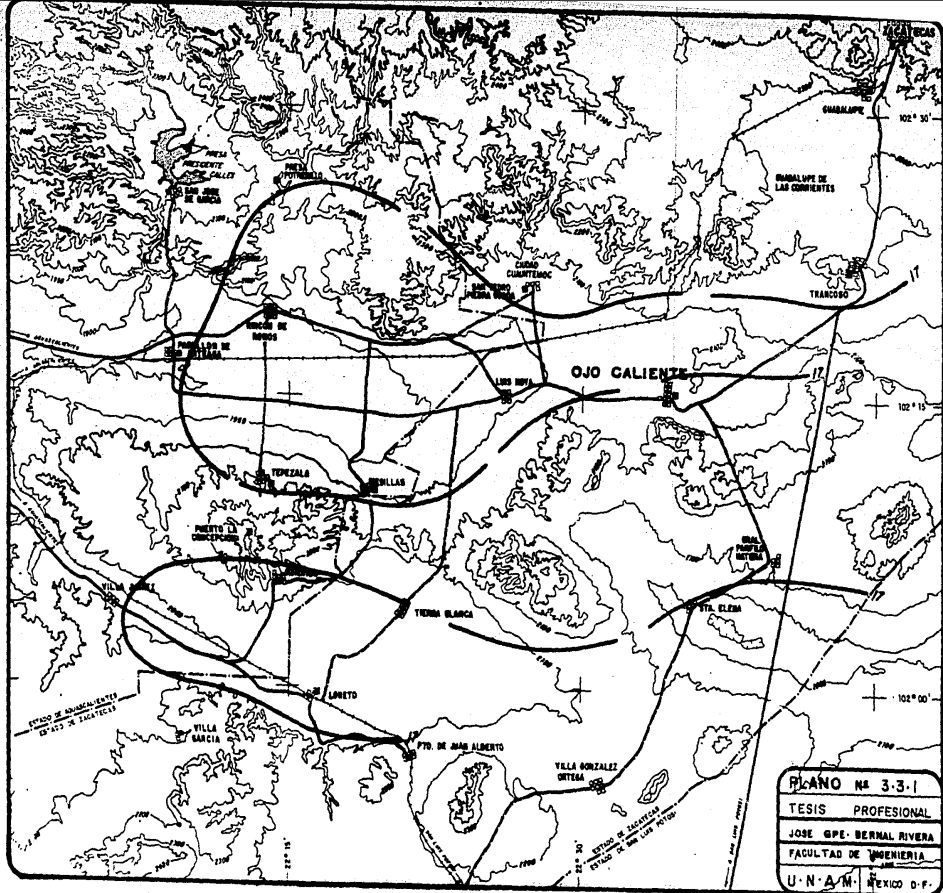 ZACATECAS
GUADALUPE
102° 30'
PRESA
PRESIDENTE
CALLES
PRESA
POTRERILLO
SAN JOSE
DE GARCIA
GUADALUPE DE
LAS CORRIENTES
CIUDAD
CUAUHTEMOC
SAN PEDRO
PIEDRA GORDA
TRANCOSO
17
RINCON DE
ROMOS
PABELLON DE
ARTEAGA
AGUASCALIENTES
LUIS MOYA
OJO CALIENTE
17
102° 15'
1900
TEPEZALA
MESILLAS
PUERTO LA
CONCEPCION
GRAL
PANFILO
NATERA
VILLA JUAREZ
TIERRA BLANCA
STA. ELENA
17
LORETO
102° 00'
ESTADO DE AGUASCALIENTES
ESTADO DE ZACATECAS
VILLA
GARCIA
PTO. DE JUAN ALBERTO
VILLA GONZALEZ
ORTEGA
ESTADO DE ZACATECAS
ESTADO DE SAN LUIS POTOSI
22° 15'
22° 30'
PLANO Nº 3·3·1
TESIS PROFESIONAL
JOSE GPE· BERNAL RIVERA
FACULTAD DE INGENIERIA
U·N·A·M· MEXICO D·F·